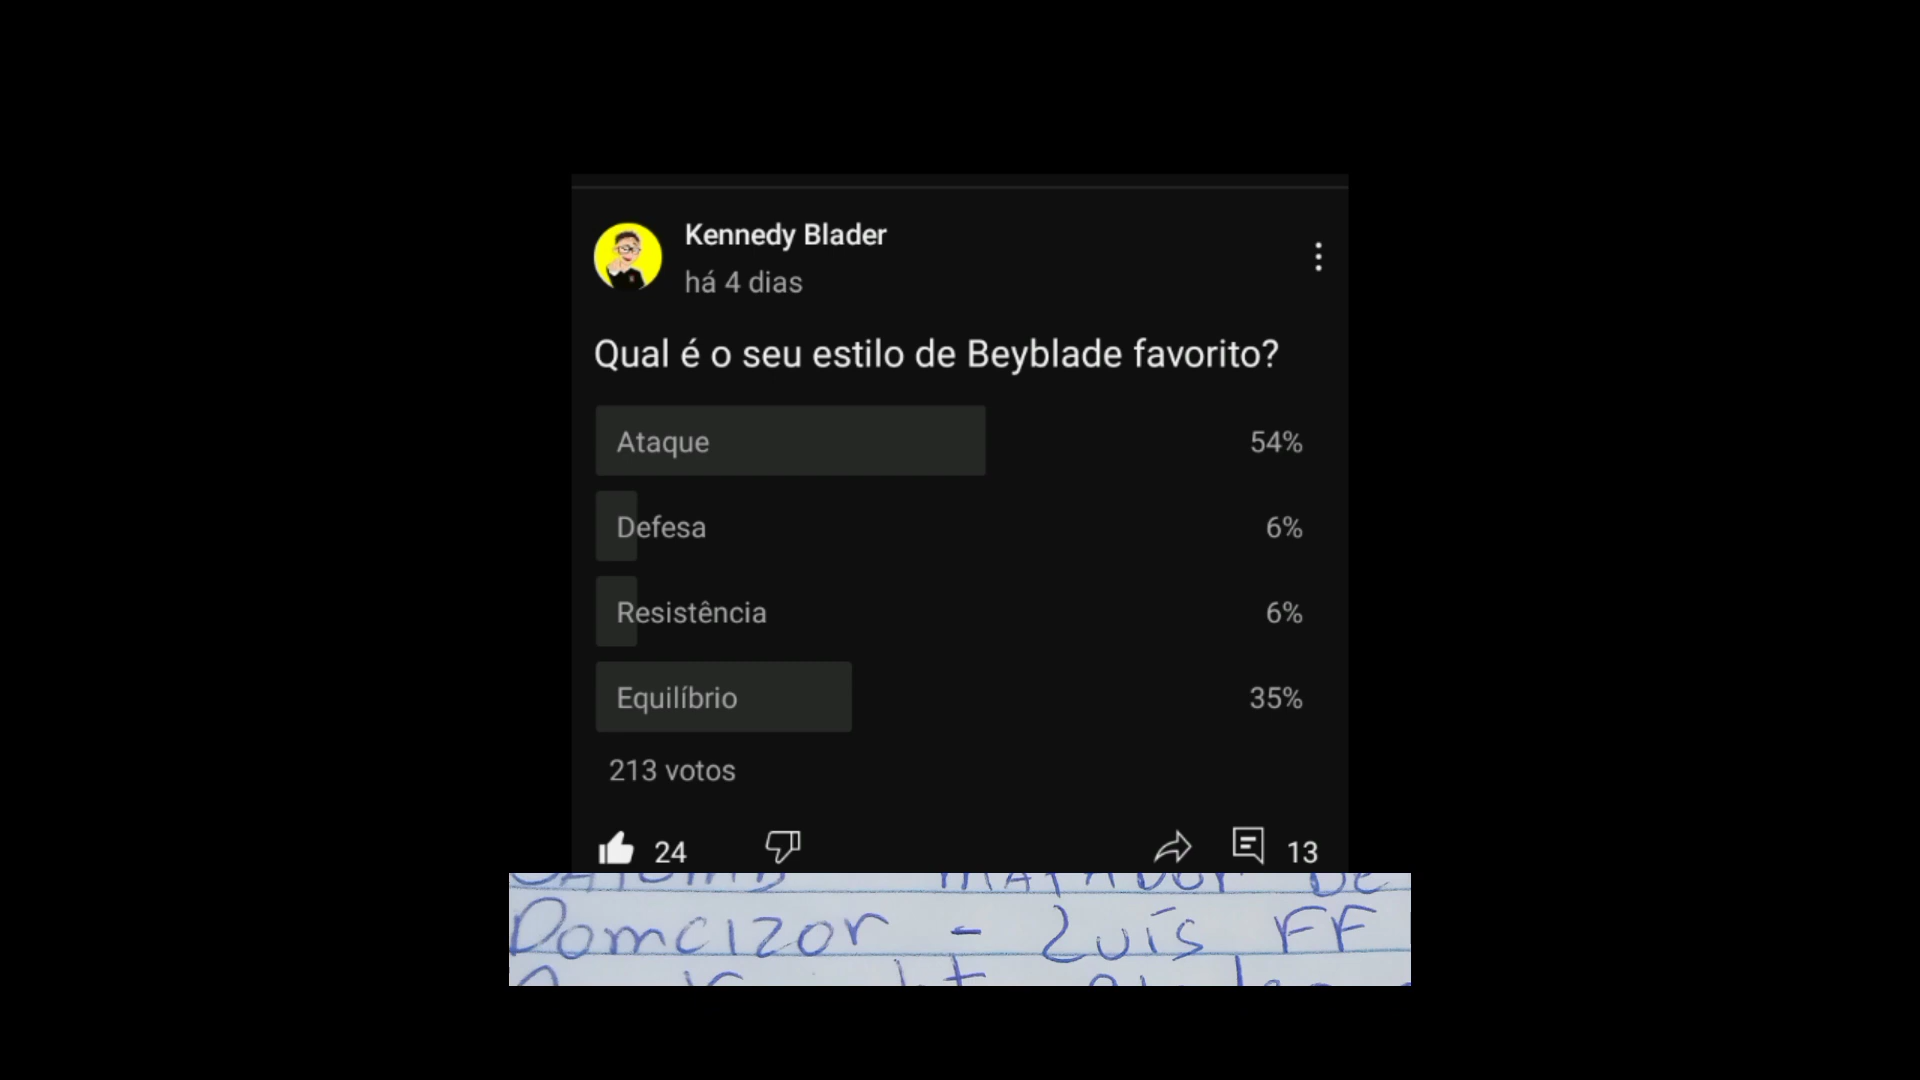 Kennedy Blader
há 4 dias
Qual é o seu estilo de Beyblade favorito?
Ataque 54%
Defesa 6%
Resistência 6%
Equilíbrio 35%
213 votos
24 13
Domcizor - Luís FF